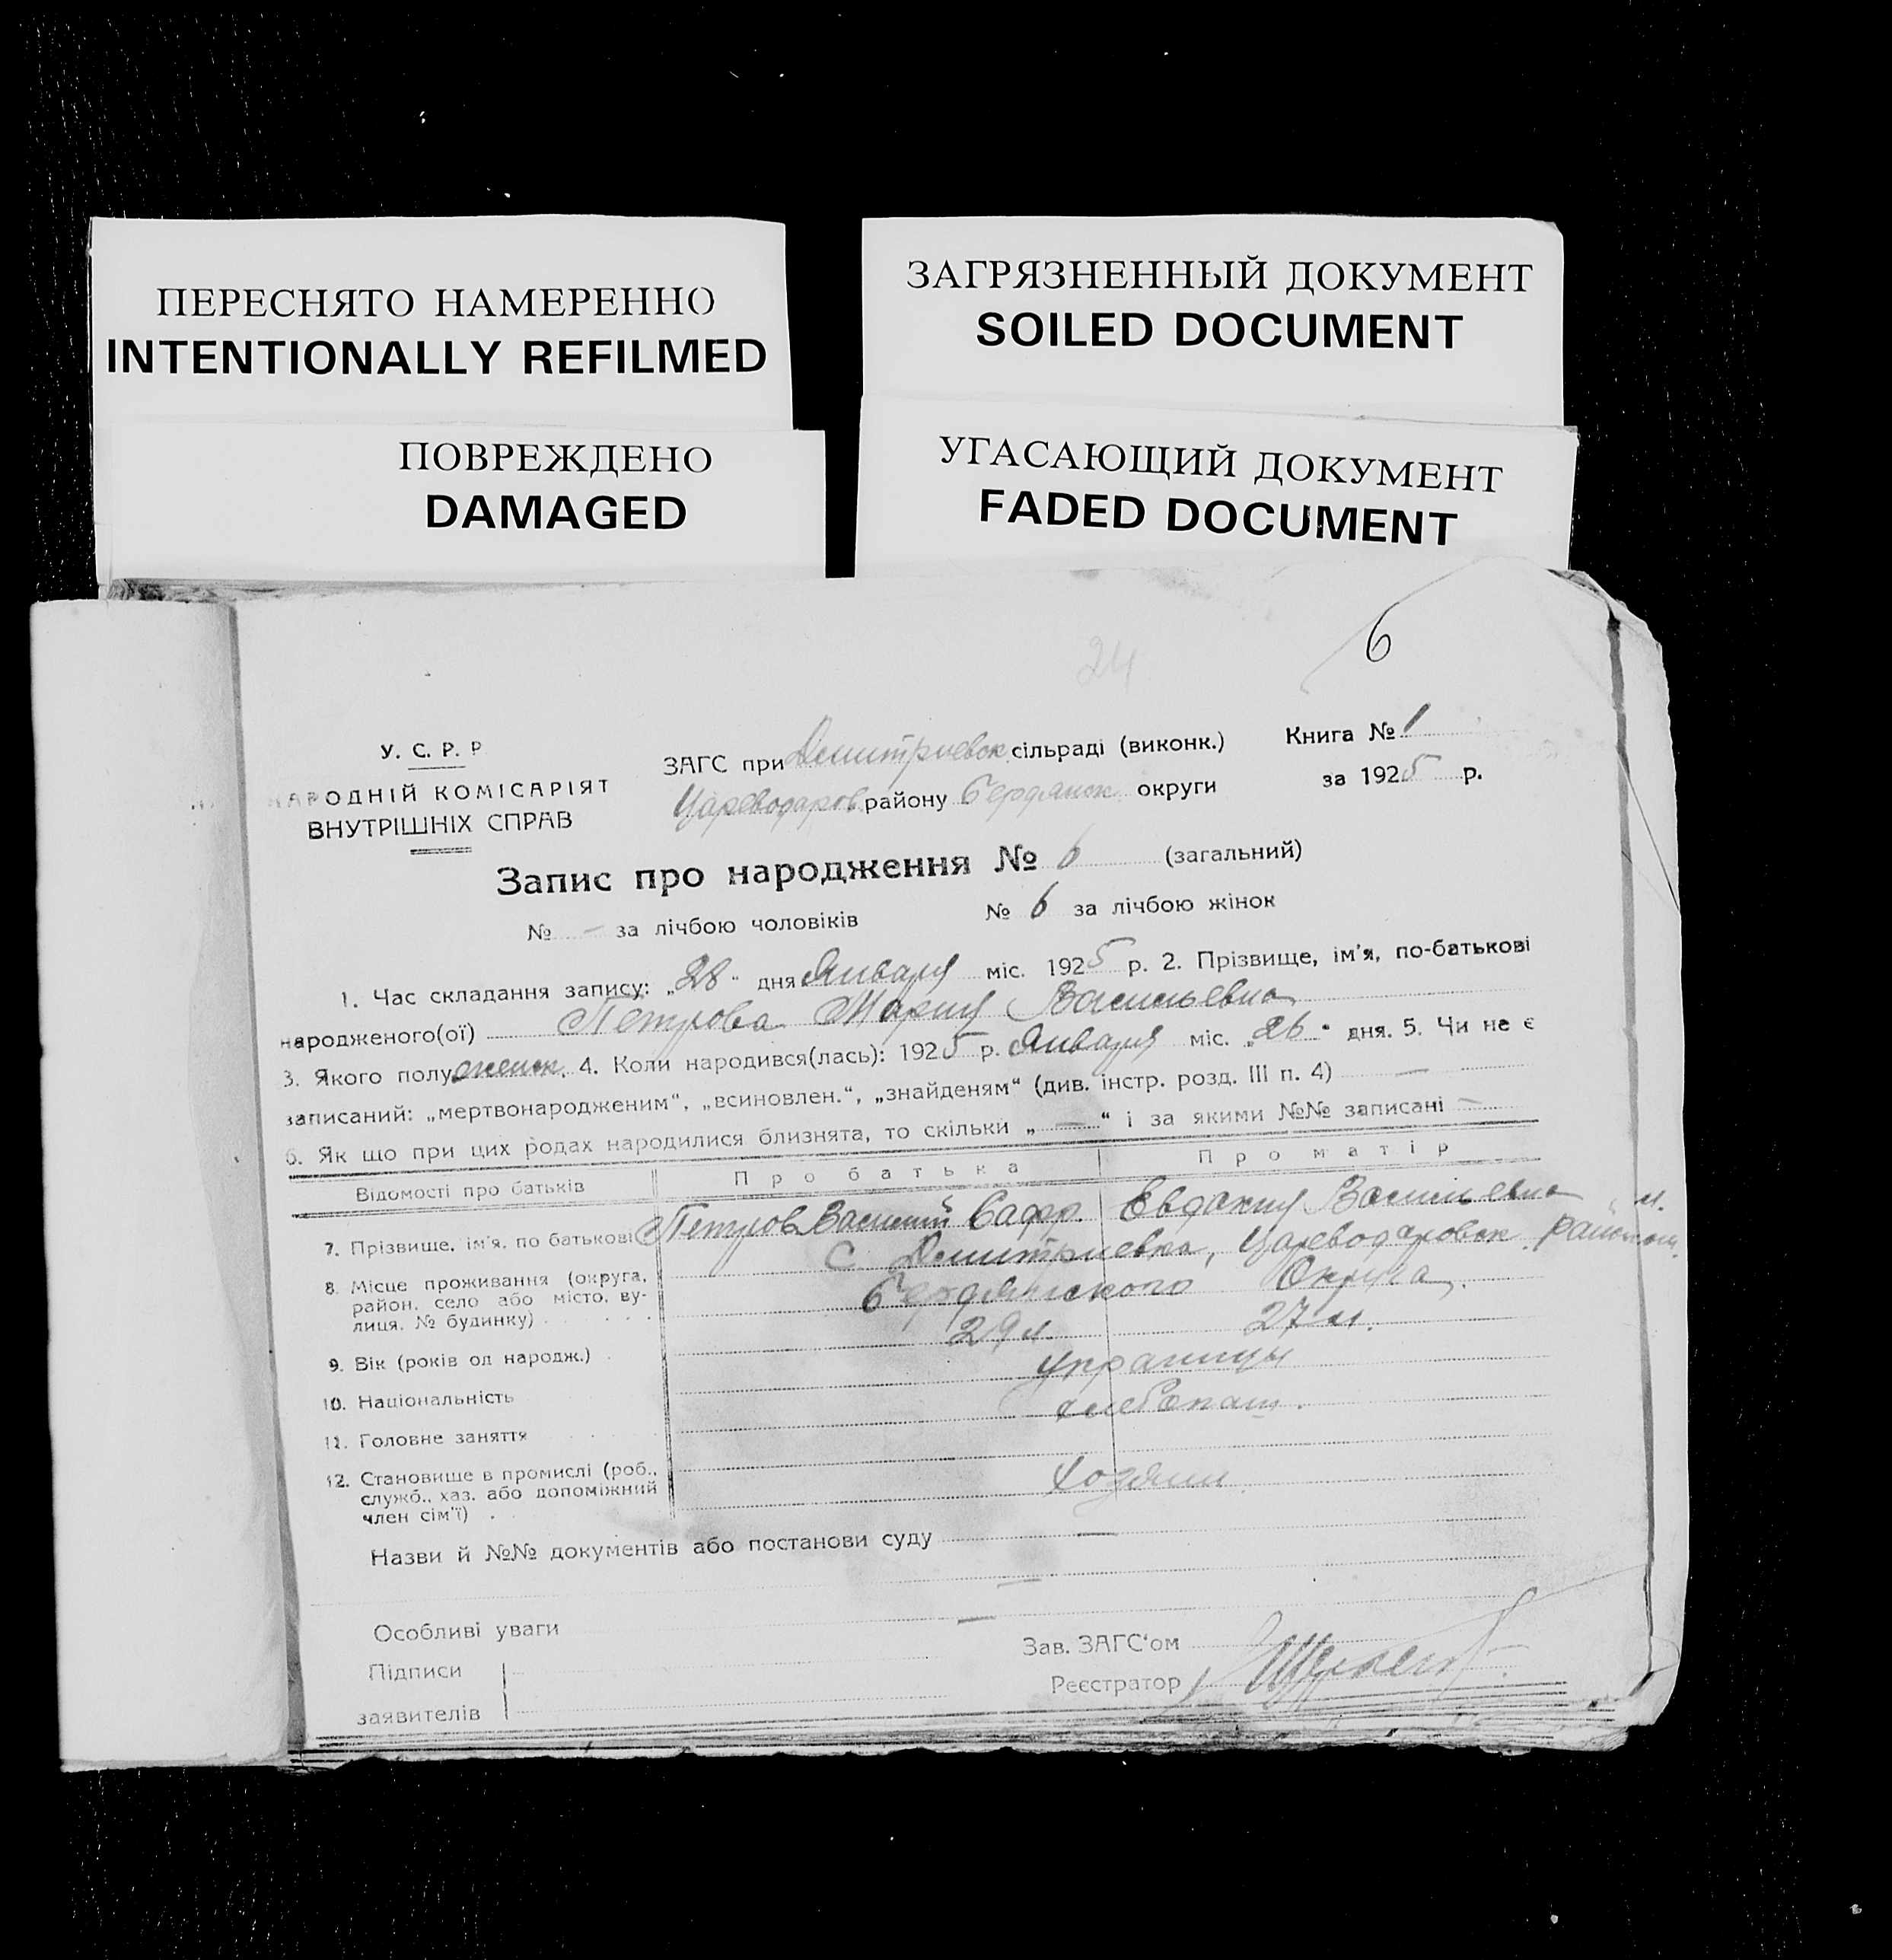 ПЕРЕСНЯТО НАМЕРЕННО
INTENTIONALLY REFILMED
ЗАГРЯЗНЕННЫЙ ДОКУМЕНТ
SOILED DOCUMENT
ПОВРЕЖДЕНО
DAMAGED
УГАСАЮЩИЙ ДОКУМЕНТ
FADED DOCUMENT
6
24
У. С. Р. Р
НАРОДНІЙ КОМІСАРІЯТ
ВНУТРІШНІХ СПРАВ
ЗАГС при Дмитриевск. сільраді (виконк.)
Цареводаров. району Бердянск. округи
Книга № 1
за 1925 р.
Запис про народження № 6 (загальний)
№ — за лічбою чоловіків № 6 за лічбою жінок
1. Час складання запису: „28" дня Января міс. 1925 р. 2. Прізвище, ім'я, по-батькові
народженого(ої) Петрова Мария Васильевна
3. Якого полу женск. 4. Коли народився(лась): 1925 р. Января міс. „26" дня. 5. Чи не є
записаний: „мертвонародженим", „всиновлен.", „знайденям" (див. інстр. розд. III п. 4) —
6. Як що при цих родах народилися близнята, то скільки „ — " і за якими №№ записані —
Відомості про батьків
Про батька
Про матір
7. Прізвище, ім'я, по батькові Петров Василий Евдокия Васильевна
8. Місце проживання (округа, район, село або місто, ву-
лиця, № будинку)
С Дмитриевка, Цареводаровск. район
Бердянского Округа.
9. Вік (років од народж.) 29 л. 27 л.
10. Національність украинцы
11. Головне заняття хлебопаш.
12. Становище в промислі (роб.,
служб., хаз. або допоміжний
член сім'ї) Хозяин
Назви й №№ документів або постанови суду —
Особливі уваги —
Підписи
заявителів
Зав. ЗАГС'ом
Реєстратор